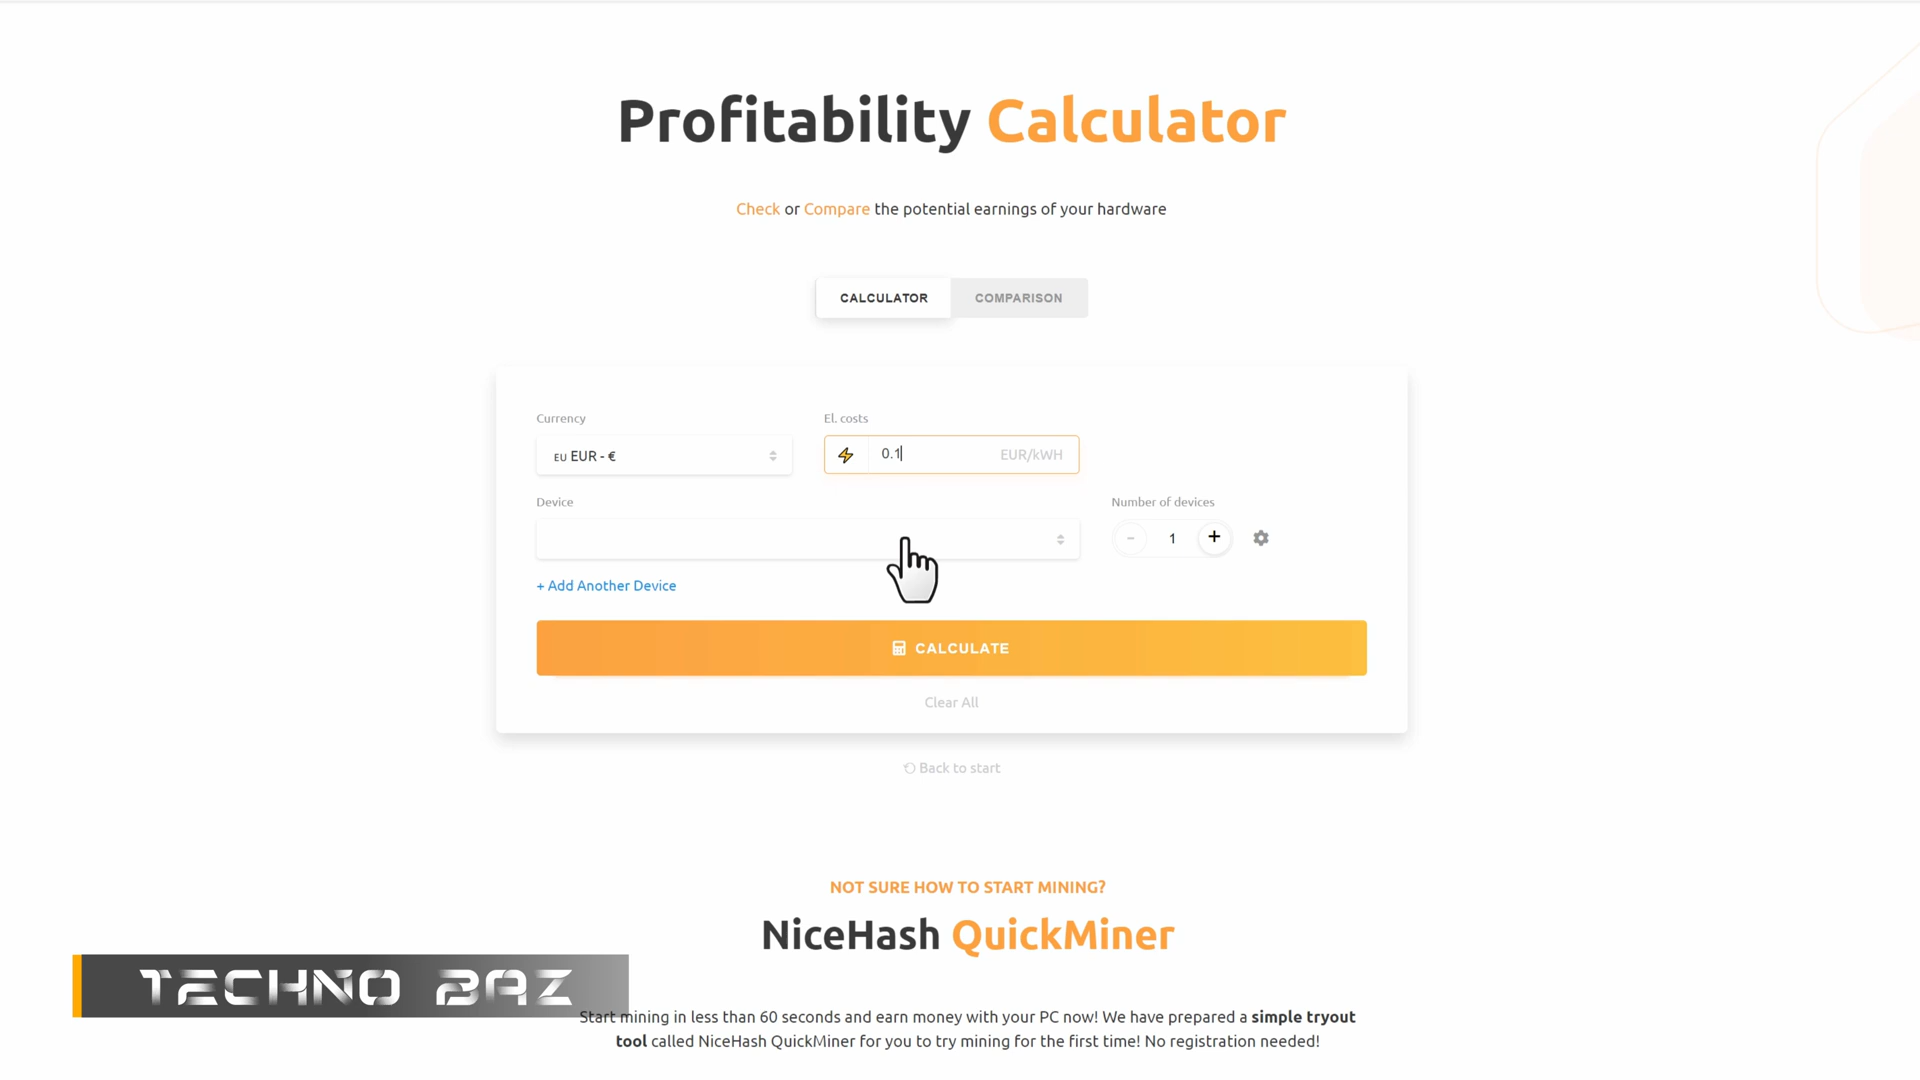 Profitability Calculator
Check or Compare the potential earnings of your hardware
CALCULATOR COMPARISON
Currency El. costs
EU EUR - € 0.1 EUR/kWH
Device Number of devices
- 1 +
+ Add Another Device
CALCULATE
Clear All
Back to start
NOT SURE HOW TO START MINING?
NiceHash QuickMiner
TECHNO BAZ
Start mining in less than 60 seconds and earn money with your PC now! We have prepared a simple tryout
tool called NiceHash QuickMiner for you to try mining for the first time! No registration needed!